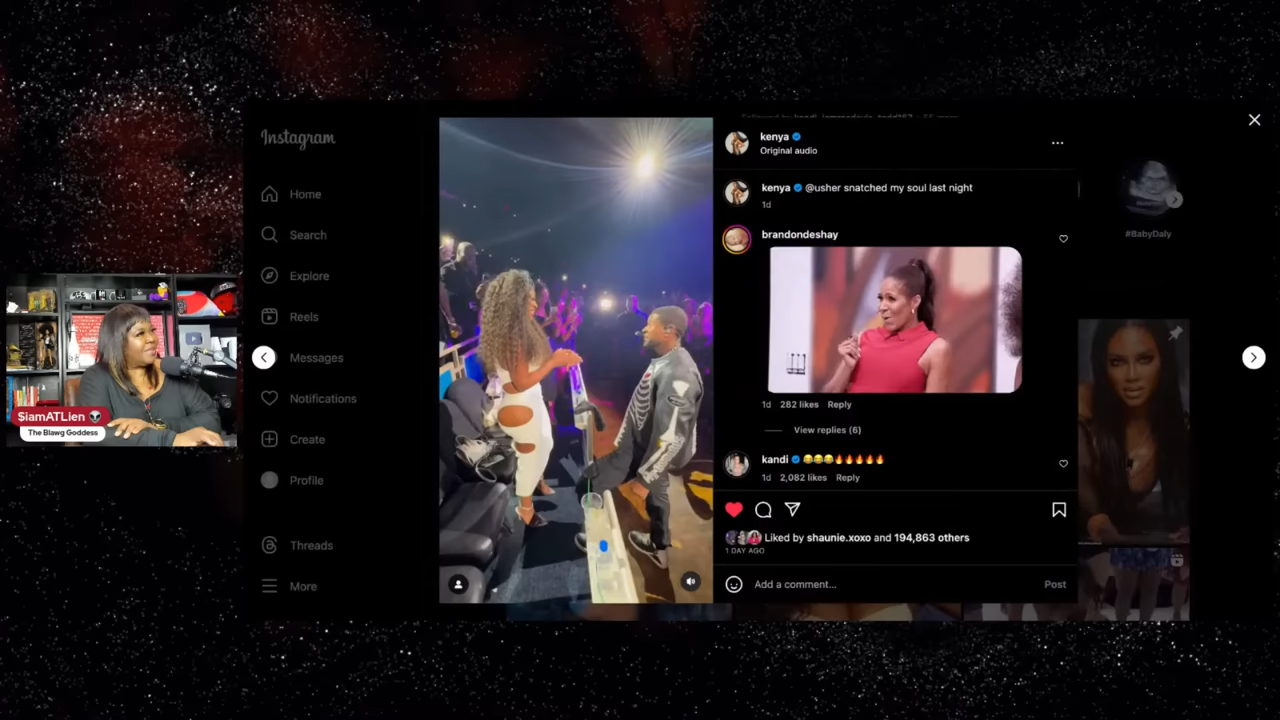 Instagram
Home
Search
Explore
Reels
Messages
Notifications
Create
Profile
Threads
More
$iamATLien
The Blawg Goddess
kenya
Original audio
kenya @usher snatched my soul last night
1d
brandondeshay
1d 282 likes Reply
View replies (6)
kandi 😂😂😂🔥🔥🔥🔥🔥
1d 2,082 likes Reply
Liked by shaunie.xoxo and 194,863 others
1 DAY AGO
Add a comment...
Post
#BabyDaly